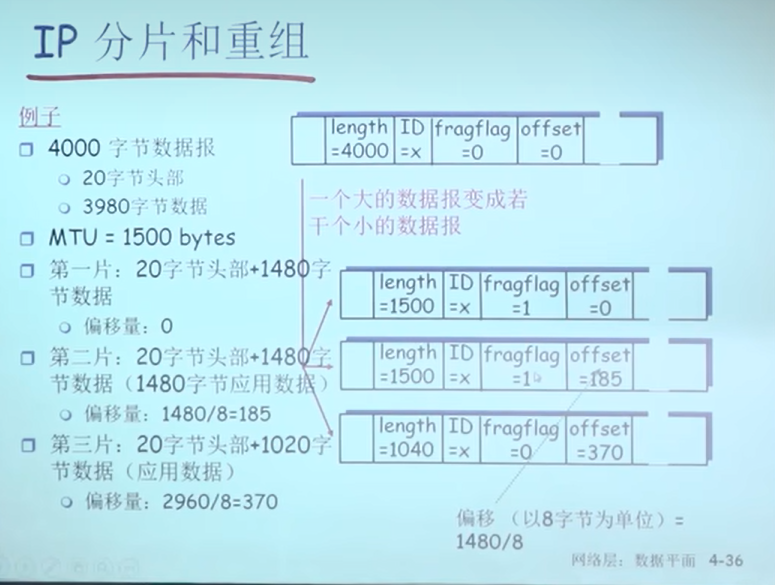 IP 分片和重组
例子
4000 字节数据报
20字节头部
3980字节数据
MTU = 1500 bytes
第一片：20字节头部+1480字
节数据
偏移量：0
第二片：20字节头部+1480字
节数据（1480字节应用数据）
偏移量：1480/8=185
第三片：20字节头部+1020字
节数据（应用数据）
偏移量：2960/8=370
length ID fragflag offset
=4000 =x =0 =0
一个大的数据报变成若
干个小的数据报
length ID fragflag offset
=1500 =x =1 =0
length ID fragflag offset
=1500 =x =1 =185
length ID fragflag offset
=1040 =x =0 =370
偏移 （以8字节为单位）=
1480/8
网络层：数据平面 4-36